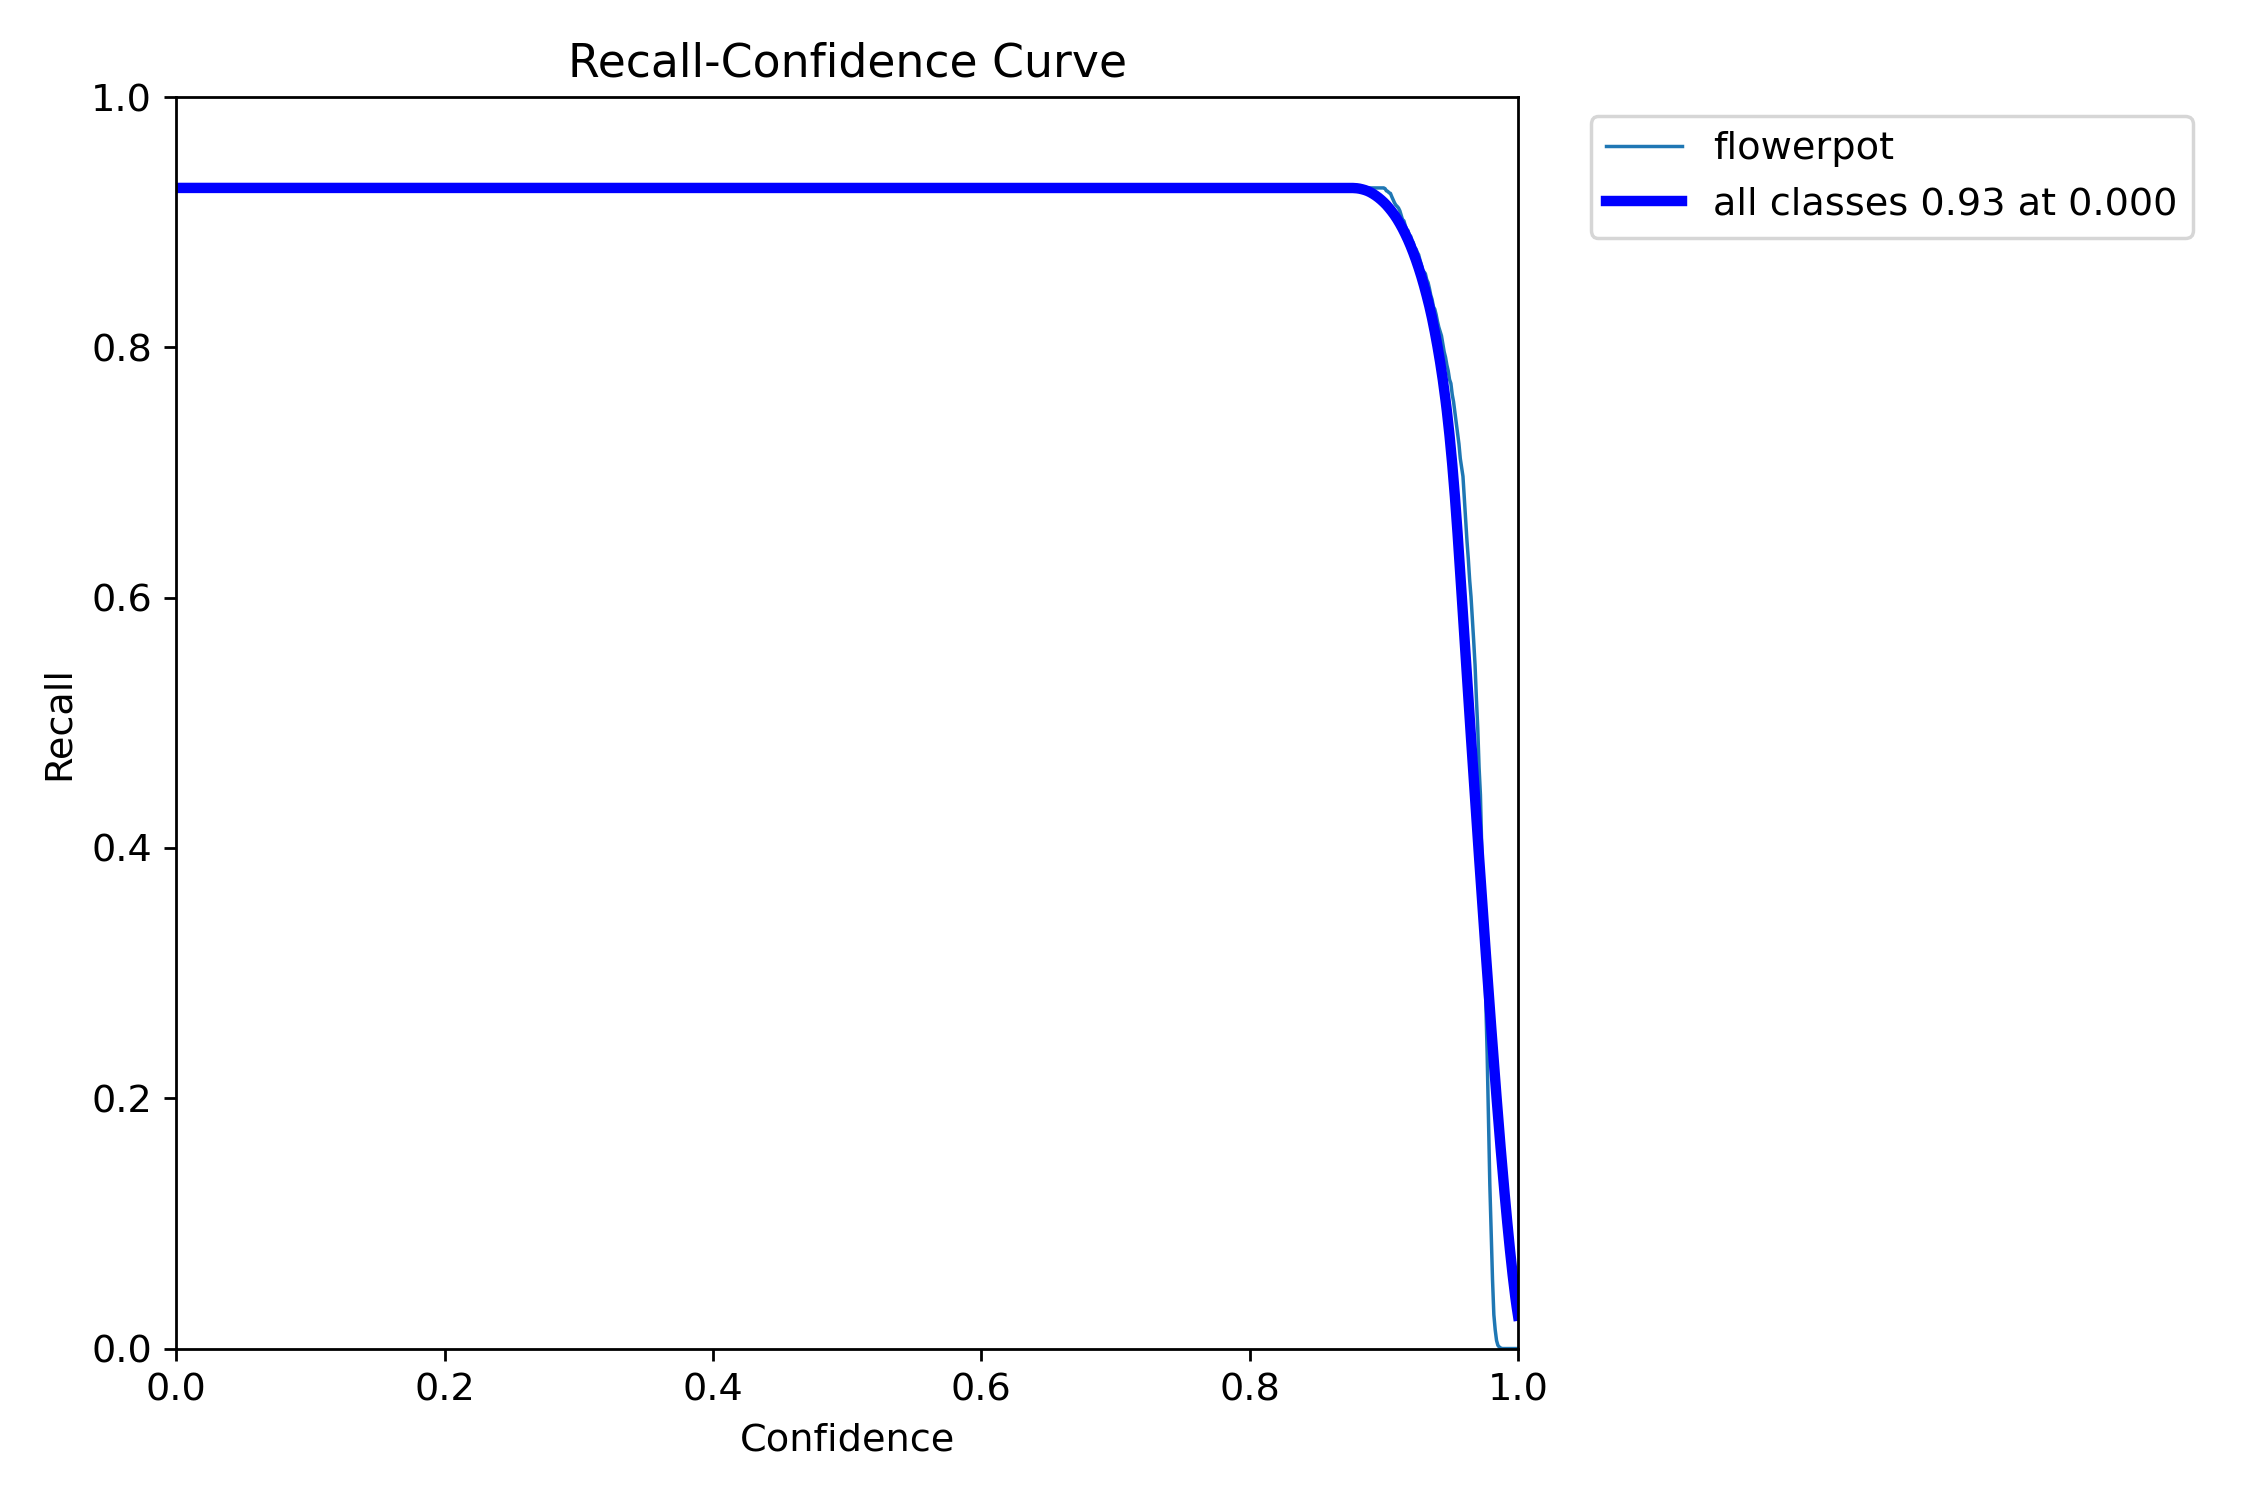 Recall-Confidence Curve
flowerpot
all classes 0.93 at 0.000
1.0
0.8
0.6
0.4
0.2
0.0
Recall
0.0 0.2 0.4 0.6 0.8 1.0
Confidence